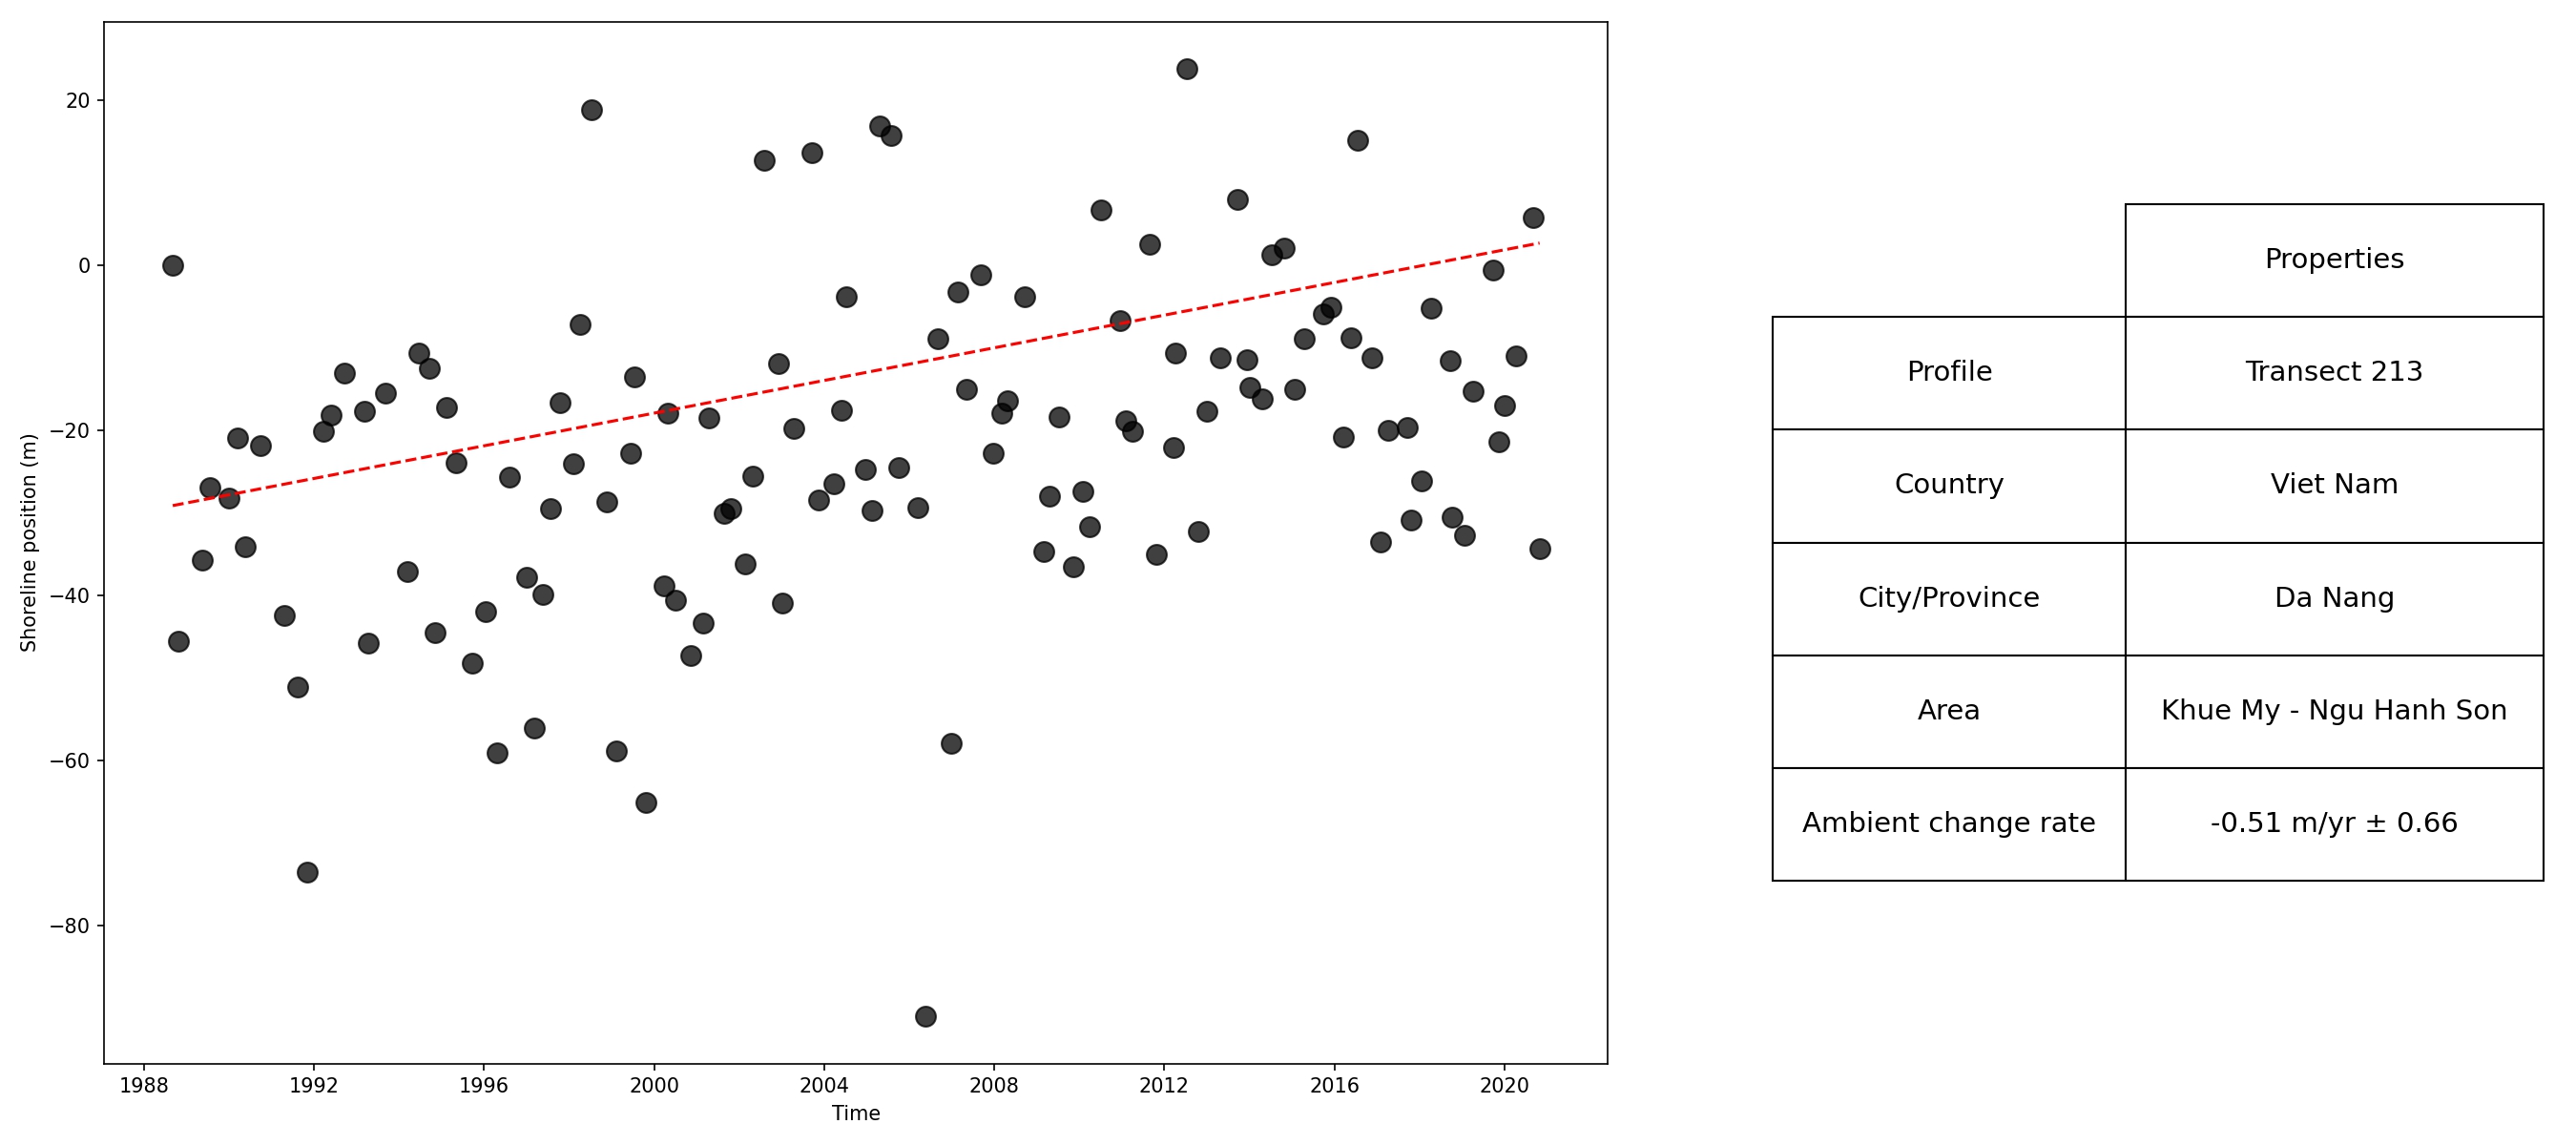 20
0
−20
−40
−60
−80
Shoreline position (m)
1988 1992 1996 2000 2004 2008 2012 2016 2020
Time
Properties
Profile Transect 213
Country Viet Nam
City/Province Da Nang
Area Khue My - Ngu Hanh Son
Ambient change rate -0.51 m/yr ± 0.66